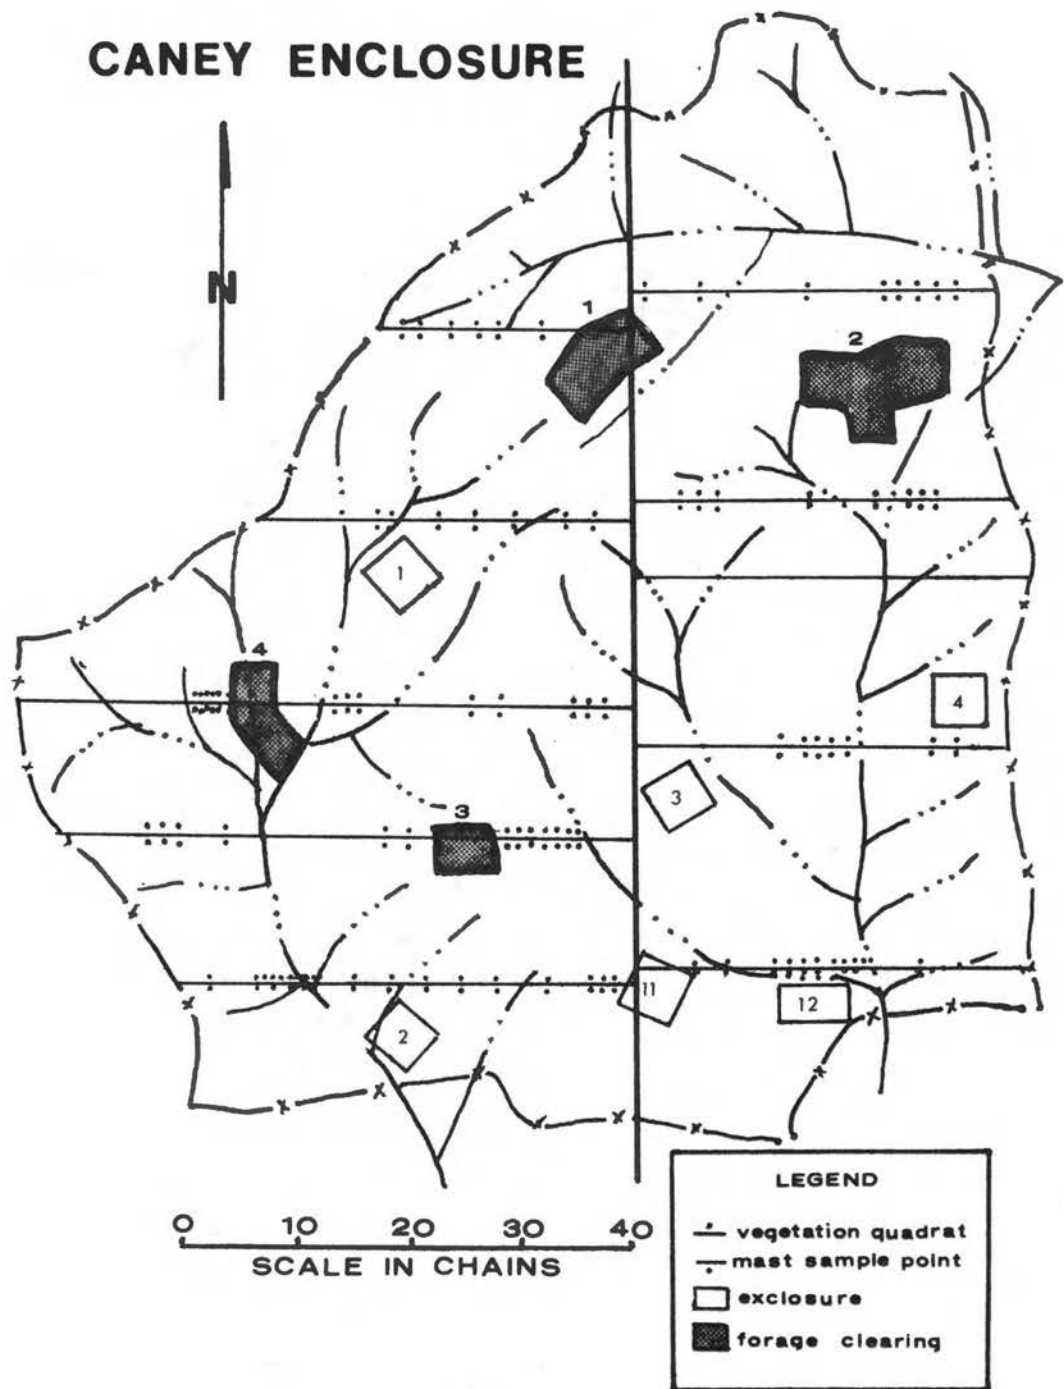 CANEY ENCLOSURE
N
1
2
1
4
4
3
3
11
12
2
0 10 20 30 40
SCALE IN CHAINS
LEGEND
vegetation quadrat
mast sample point
exclosure
forage clearing